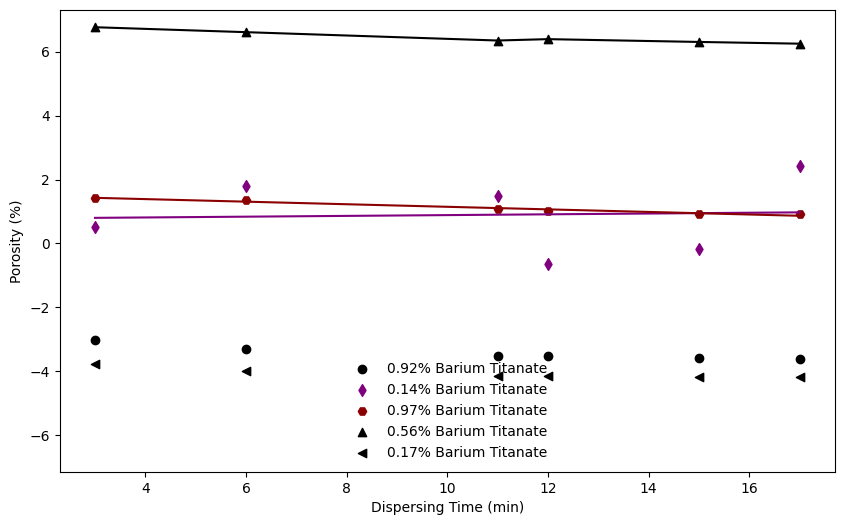 6
4
2
0
−2
−4
−6
Porosity (%)
0.92% Barium Titanate
0.14% Barium Titanate
0.97% Barium Titanate
0.56% Barium Titanate
0.17% Barium Titanate
4 6 8 10 12 14 16
Dispersing Time (min)